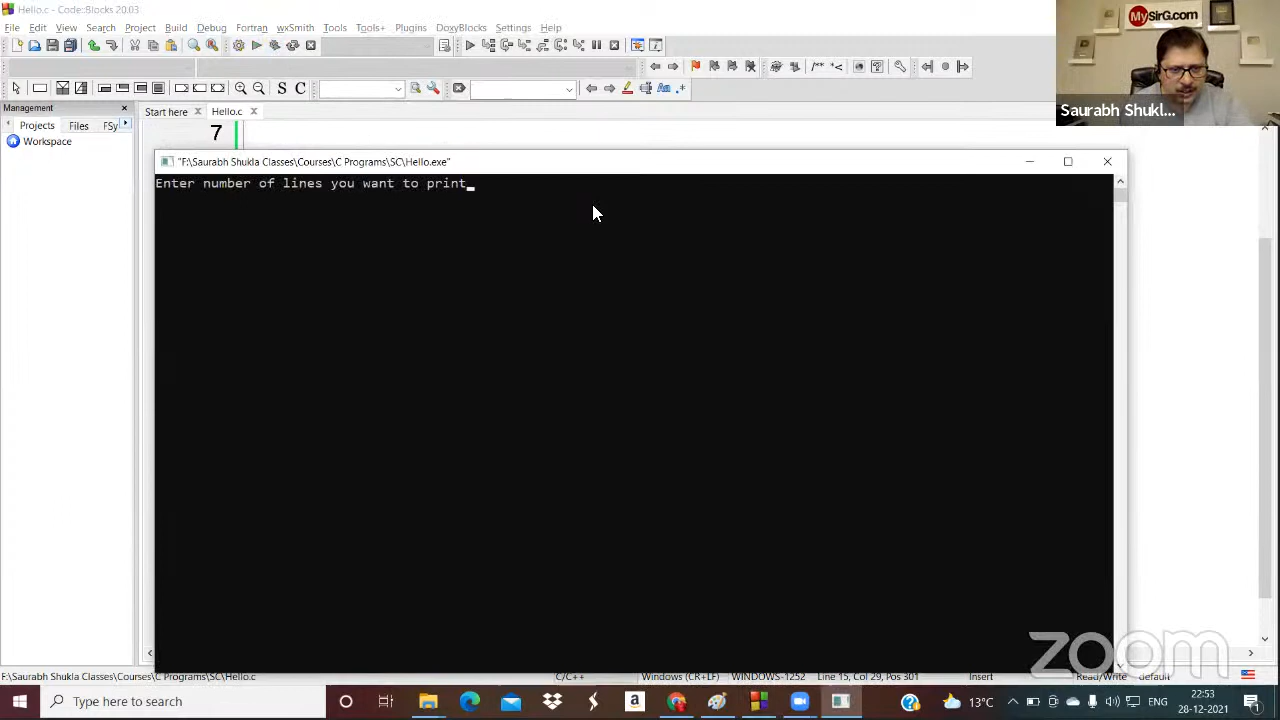 Hello.c - Code::Blocks 20.03
File Edit View Search Project Build Debug Fortran wxSmith Tools Tools+ Plugins DoxyBlocks Settings Help
S C
Management
Projects Files FSy
Workspace
Start here Hello.c
7
"F:\Saurabh Shukla Classes\Courses\C Programs\SC\Hello.exe"
Enter number of lines you want to print
MySirG.com
Saurabh Shukl...
zoom
F:\Saurabh Shukla Classes\Courses\C Programs\SC\Hello.c C/C++ Windows (CR+LF) WINDOWS-1252 Line 15, Col 29, Pos 301 Insert Read/Write default
Type here to search
13°C ENG 22:53
28-12-2021